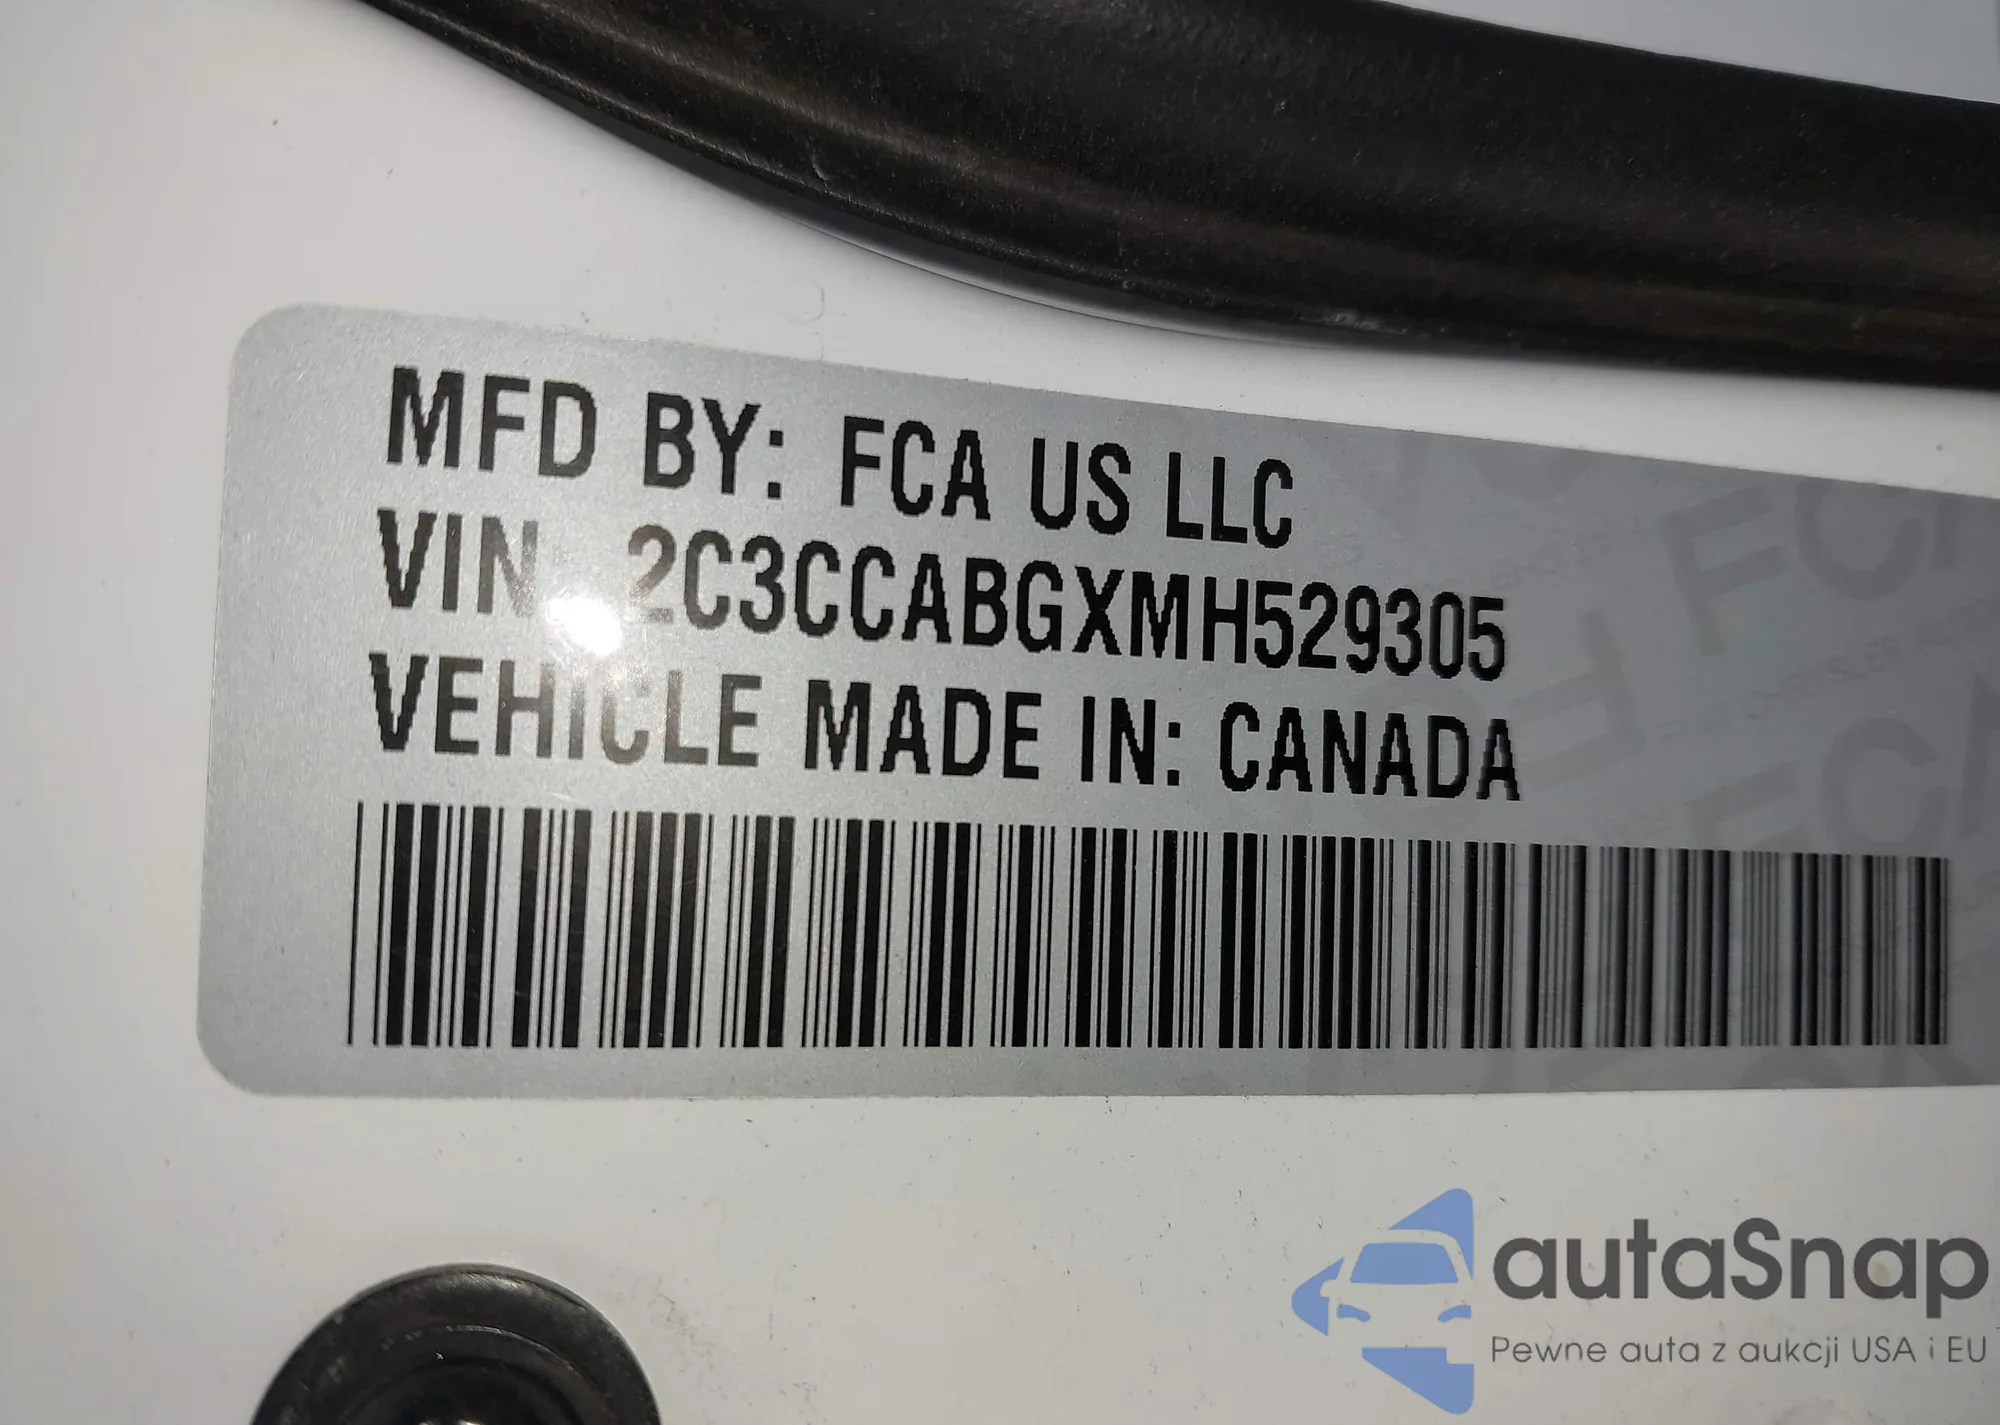 MFD BY: FCA US LLC
VIN 2C3CCABGXMH529305
VEHICLE MADE IN: CANADA
autaSnap
Pewne auta z aukcji USA i EU